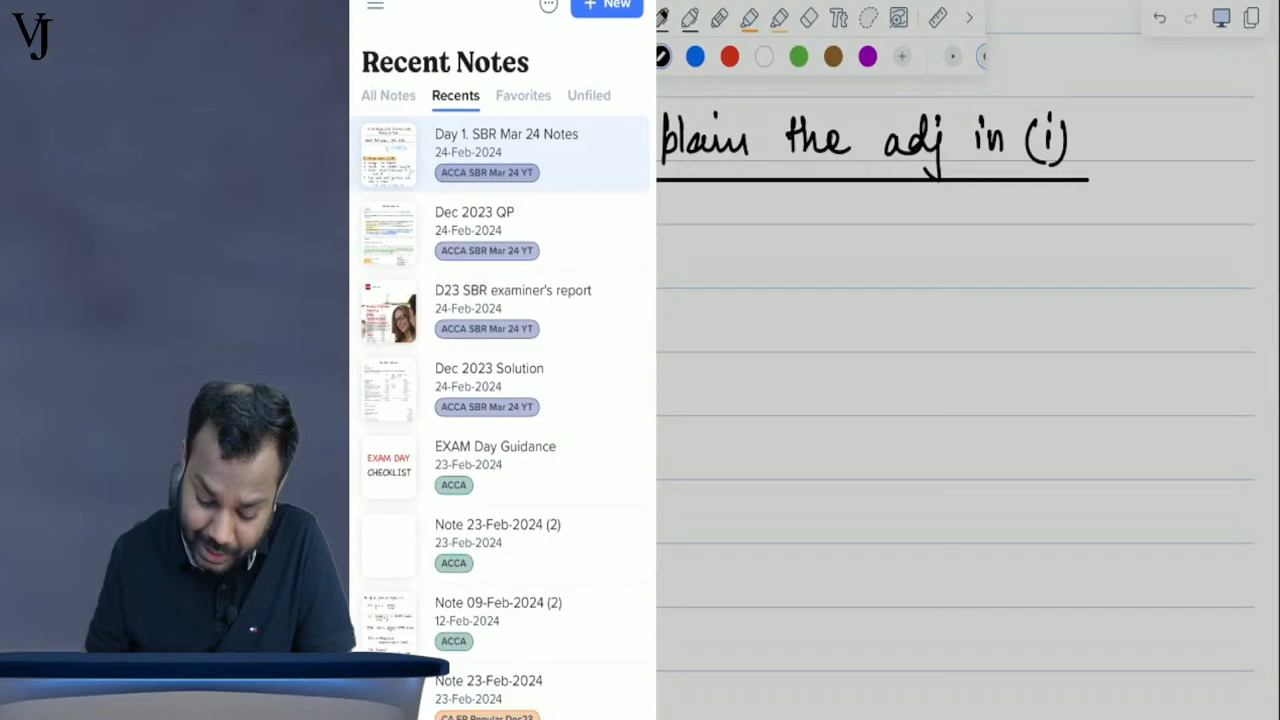 VJ
New
Recent Notes
All Notes Recents Favorites Unfiled
Day 1. SBR Mar 24 Notes
24-Feb-2024
ACCA SBR Mar 24 YT
Dec 2023 QP
24-Feb-2024
ACCA SBR Mar 24 YT
D23 SBR examiner's report
24-Feb-2024
ACCA SBR Mar 24 YT
Dec 2023 Solution
24-Feb-2024
ACCA SBR Mar 24 YT
EXAM DAY
CHECKLIST
EXAM Day Guidance
23-Feb-2024
ACCA
Note 23-Feb-2024 (2)
23-Feb-2024
ACCA
Note 09-Feb-2024 (2)
12-Feb-2024
ACCA
Note 23-Feb-2024
23-Feb-2024
CA FR Regular Dec23
Tt
plain the adj in (i)